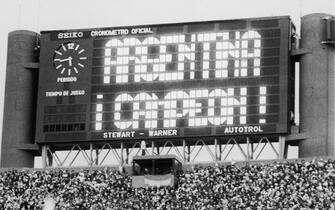 SEIKO CRONOMETRO OFICIAL
PERIODO
TIEMPO DE JUEGO
ARGENTINA
¡ CAMPEON !
STEWART - WARNER AUTOTROL